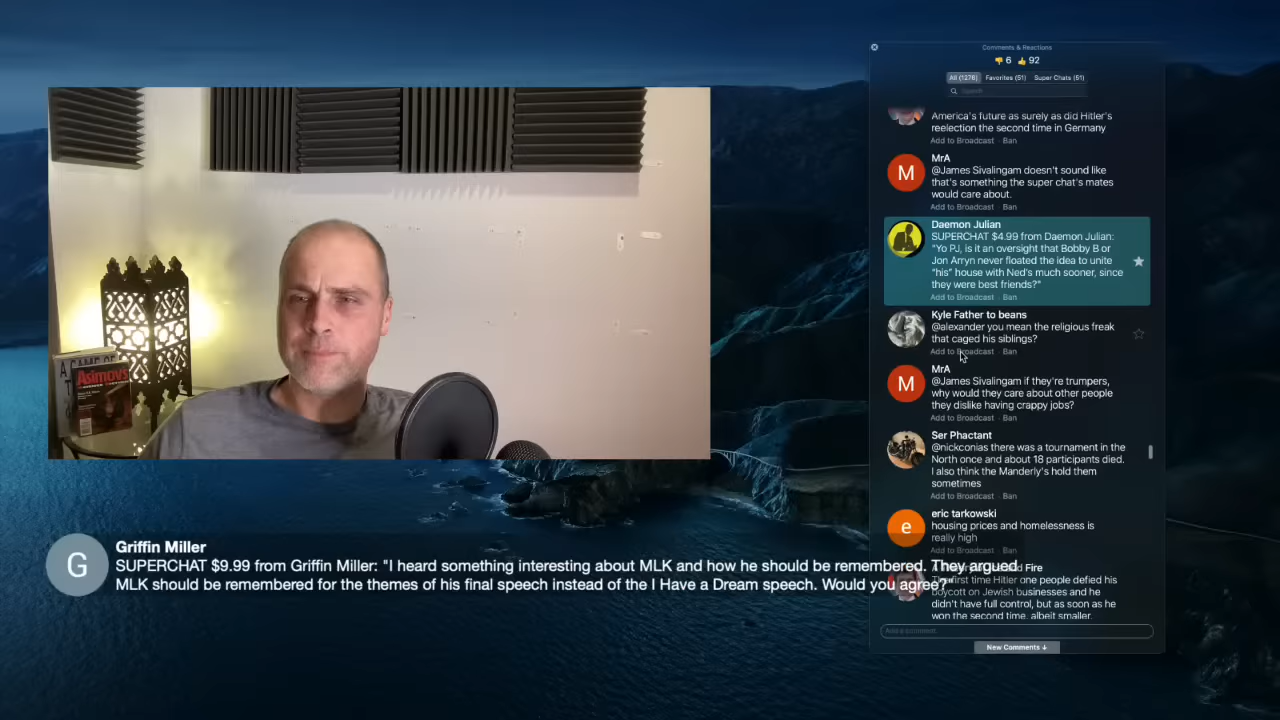 Comments & Reactions
👎 6 👍 92
All (1276) Favorites (51) Super Chats (51)
Search
America's future as surely as did Hitler's
reelection the second time in Germany
Add to Broadcast · Ban
MrA
M
@James Sivalingam doesn't sound like
that's something the super chat's mates
would care about.
Add to Broadcast · Ban
Daemon Julian
SUPERCHAT $4.99 from Daemon Julian:
"Yo PJ, is it an oversight that Bobby B or
Jon Arryn never floated the idea to unite
"his" house with Ned's much sooner, since
they were best friends?"
Add to Broadcast · Ban
Kyle Father to beans
@alexander you mean the religious freak
that caged his siblings?
Add to Broadcast · Ban
MrA
M
@James Sivalingam if they're trumpers,
why would they care about other people
they dislike having crappy jobs?
Add to Broadcast · Ban
Ser Phactant
@nickconias there was a tournament in the
North once and about 18 participants died.
I also think the Manderly's hold them
sometimes
Add to Broadcast · Ban
eric tarkowski
e
housing prices and homelessness is
really high
Add to Broadcast · Ban
Fire
The first time Hitler one people defied his
boycott on Jewish businesses and he
didn't have full control, but as soon as he
won the second time, albeit smaller,
Add a comment
New Comments ↓
A GAME OF
Asimov's
G
Griffin Miller
SUPERCHAT $9.99 from Griffin Miller: "I heard something interesting about MLK and how he should be remembered. They argued
MLK should be remembered for the themes of his final speech instead of the I Have a Dream speech. Would you agree?"